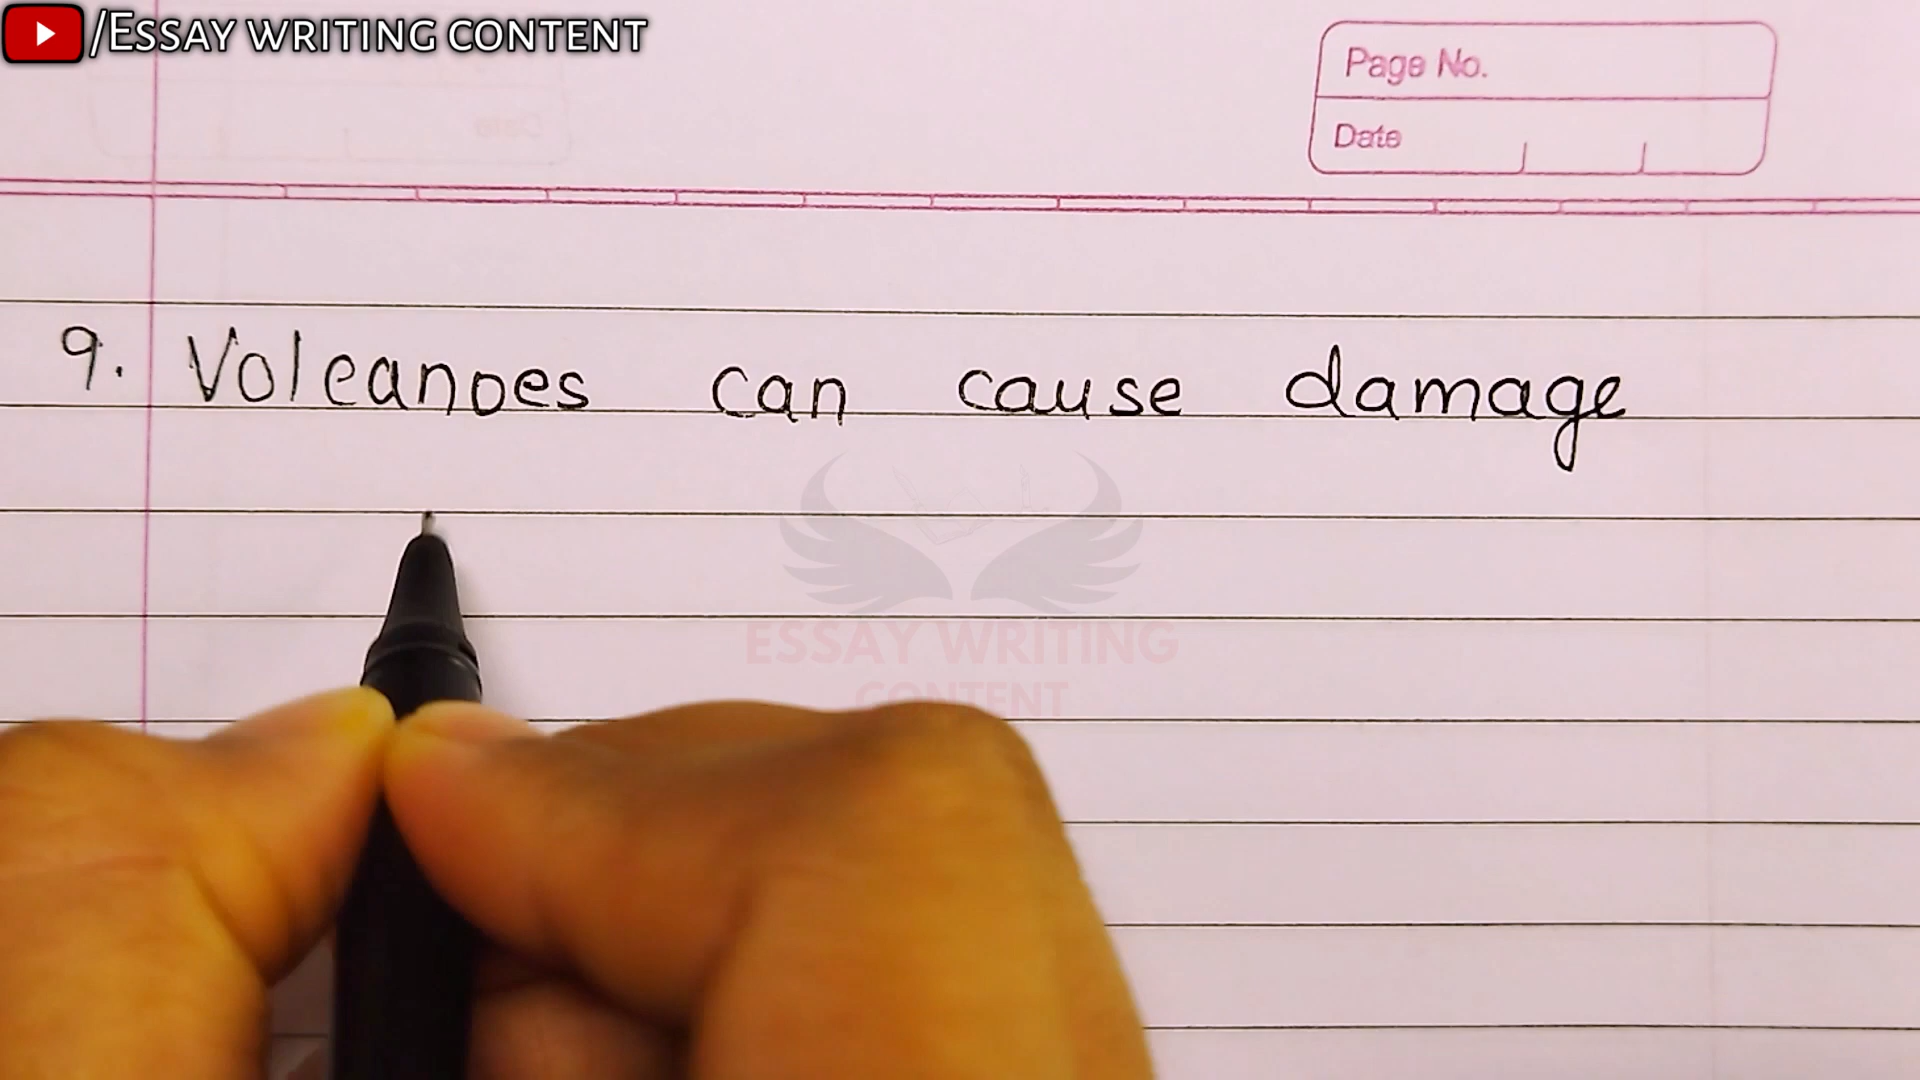 /ESSAY WRITING CONTENT
Page No.
Date
9. Volcanoes can cause damage
ESSAY WRITING
CONTENT